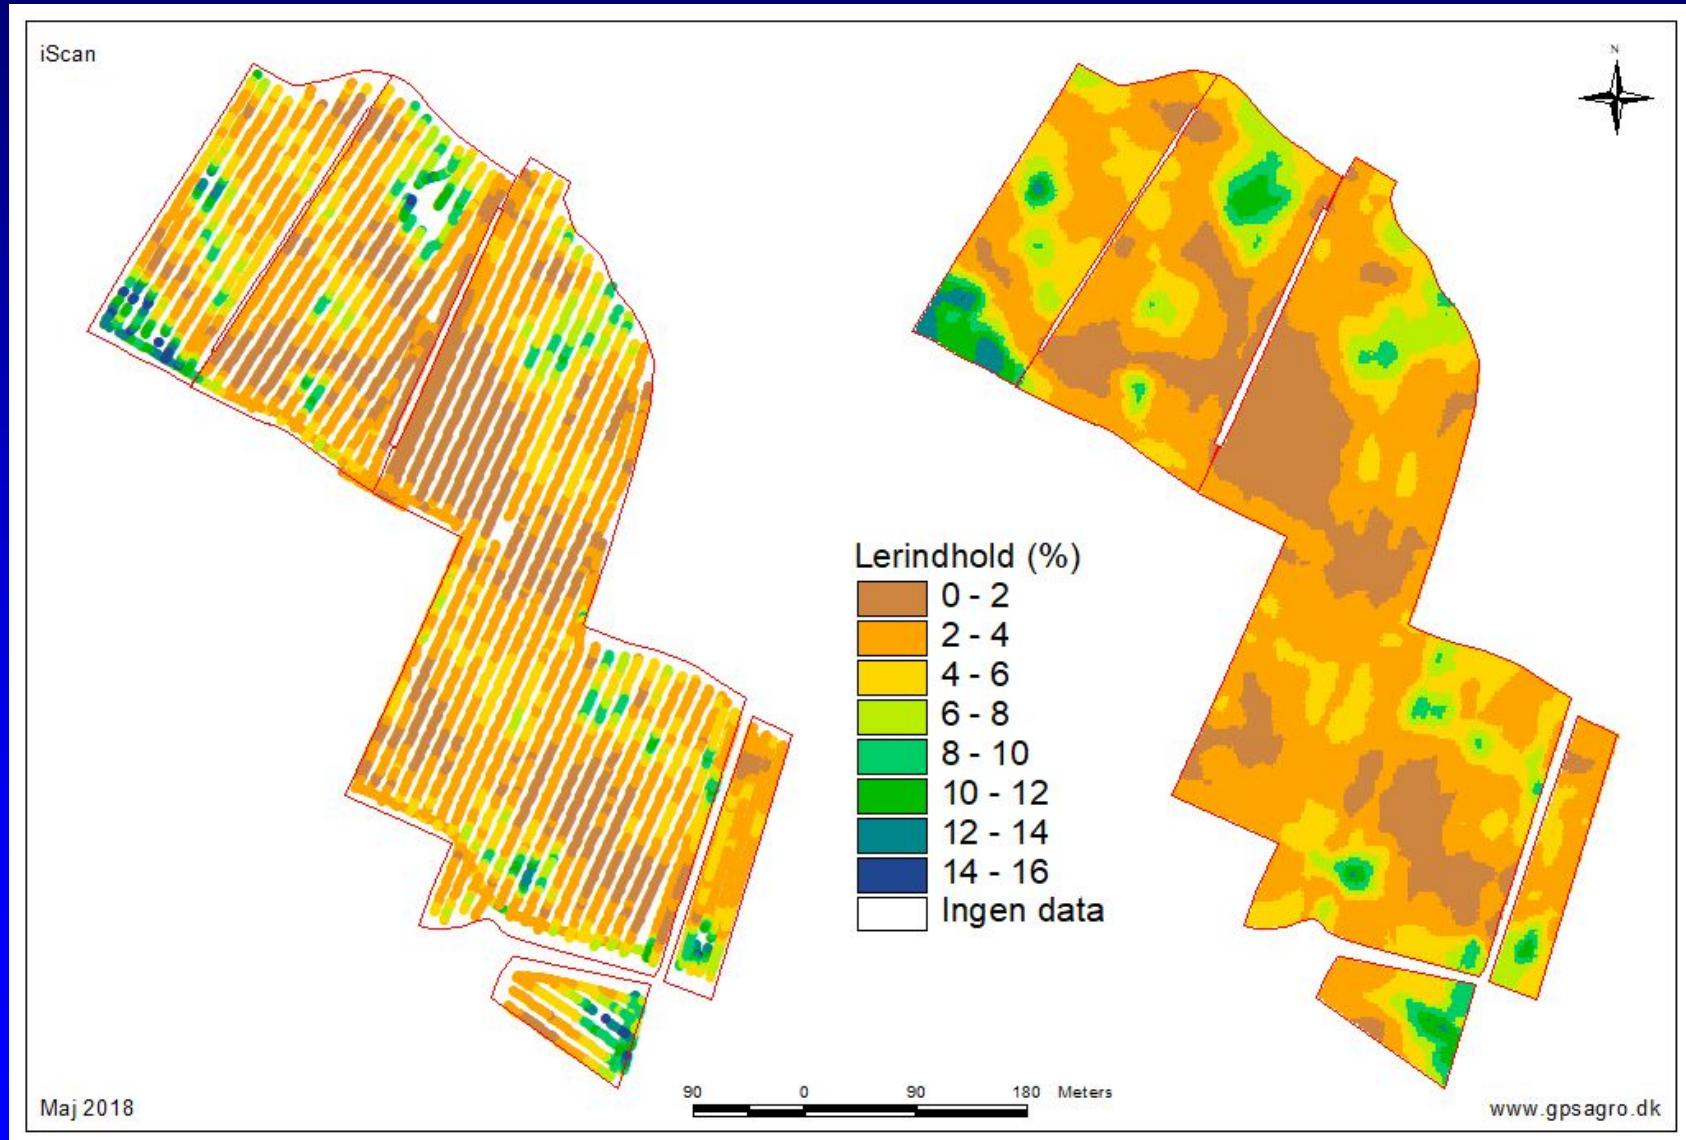 iScan
N
Lerindhold (%)
0 - 2
2 - 4
4 - 6
6 - 8
8 - 10
10 - 12
12 - 14
14 - 16
Ingen data
90 0 90 180 Meters
Maj 2018
www.gpsagro.dk